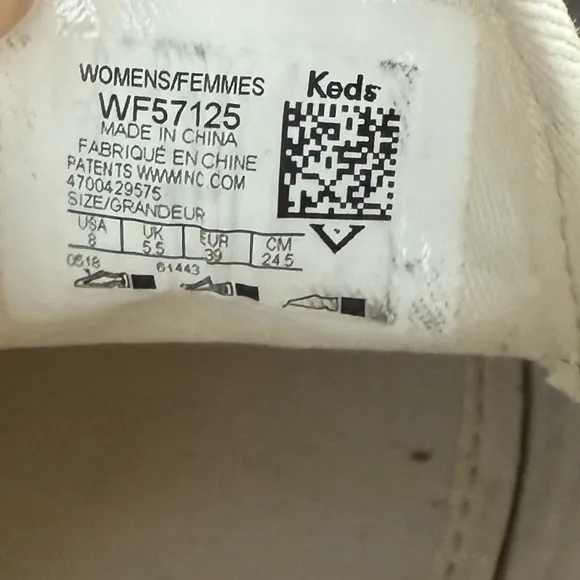 WOMENS/FEMMES
Keds
WF57125
MADE IN CHINA
FABRIQUÉ EN CHINE
PATENTS WWW.NC.COM
4700429575
SIZE/GRANDEUR
USA UK EUR CM
8 5.5 39 24.5
0518 61443